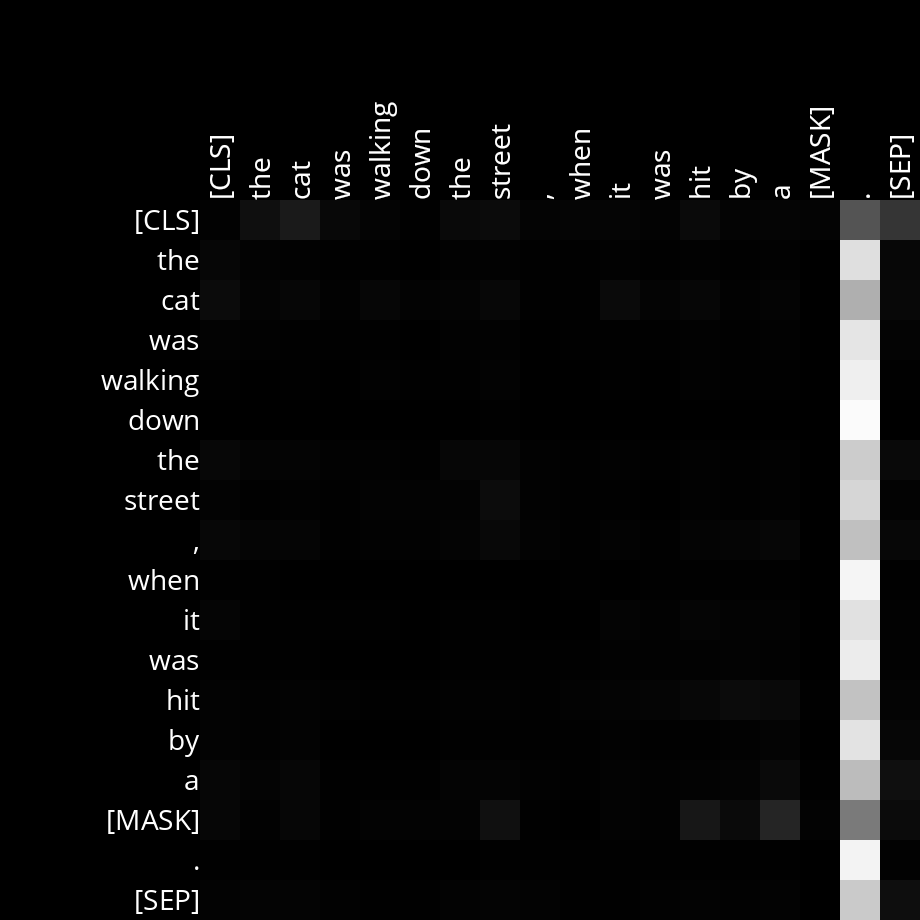 [CLS] the cat was walking down the street , when it was hit by a [MASK] . [SEP]
[CLS]
the
cat
was
walking
down
the
street
,
when
it
was
hit
by
a
[MASK]
.
[SEP]